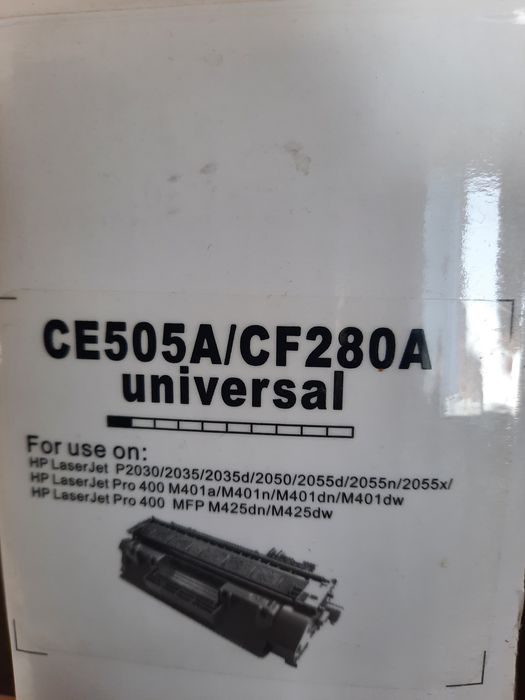 CE505A/CF280A
universal
For use on:
HP LaserJet P2030/2035/2035d/2050/2055d/2055n/2055x/
HP LaserJet Pro 400 M401a/M401n/M401dn/M401dw
HP LaserJet Pro 400 MFP M425dn/M425dw